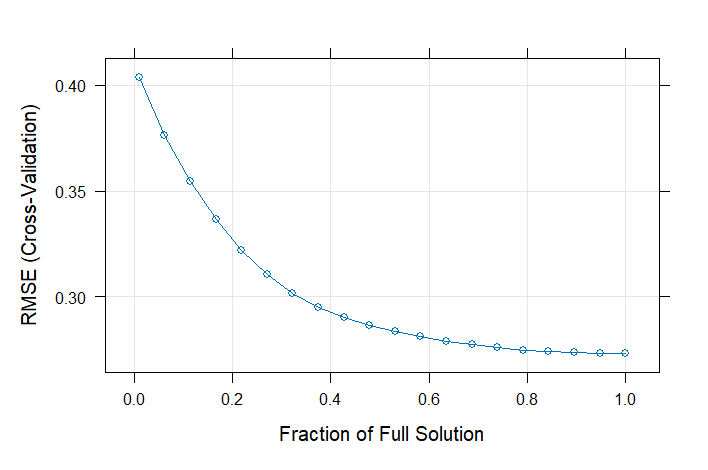 RMSE (Cross-Validation)
0.40
0.35
0.30
0.0 0.2 0.4 0.6 0.8 1.0
Fraction of Full Solution